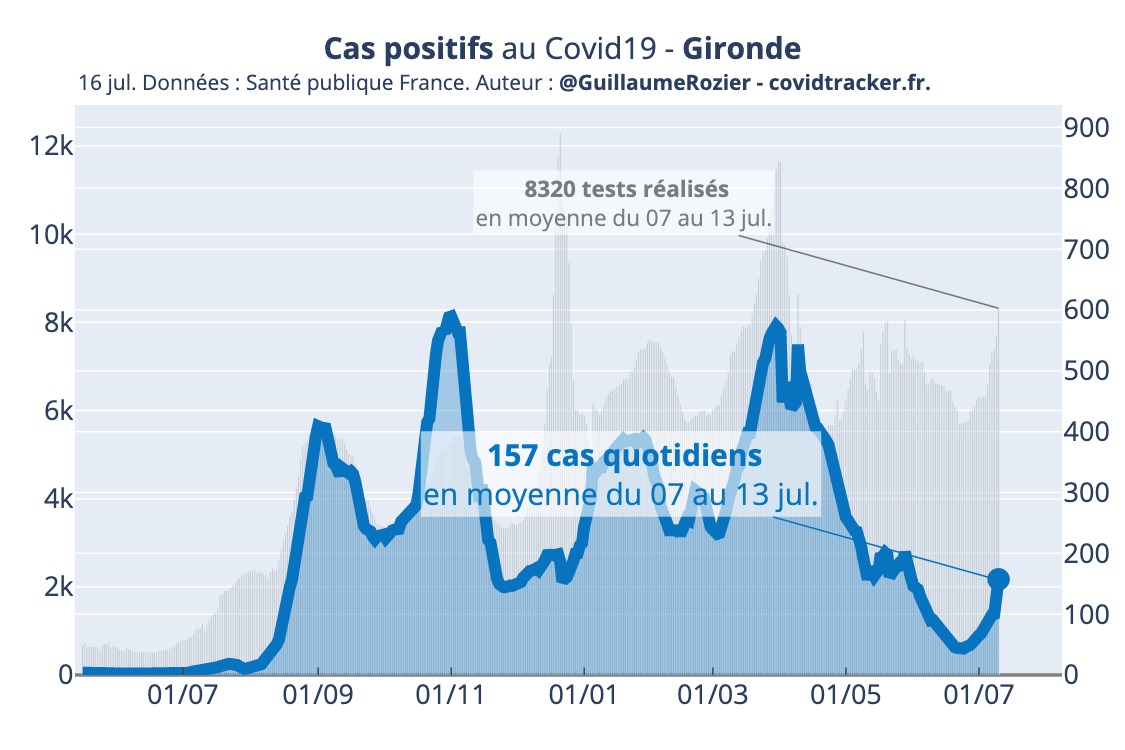 Cas positifs au Covid19 - Gironde
16 jul. Données : Santé publique France. Auteur : @GuillaumeRozier - covidtracker.fr.
12k
10k
8k
6k
4k
2k
0
900
800
700
600
500
400
300
200
100
0
8320 tests réalisés
en moyenne du 07 au 13 jul.
157 cas quotidiens
en moyenne du 07 au 13 jul.
01/07 01/09 01/11 01/01 01/03 01/05 01/07